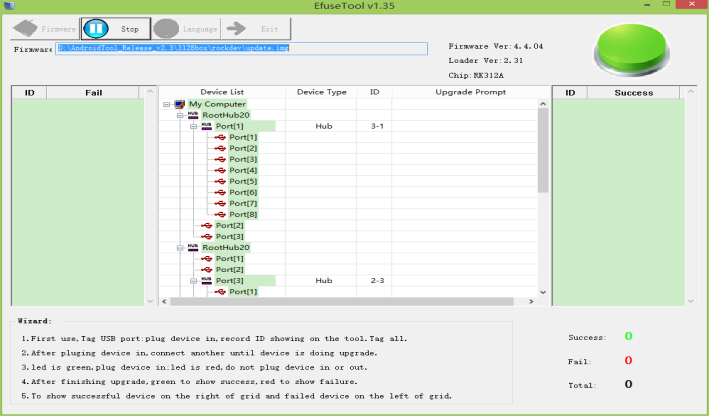 EfuseTool v1.35
Firmware Stop Language Exit
Firmware D:\AndroidTool_Release_v2.3\3128box\rockdev\update.img
Firmware Ver:4.4.04
Loader Ver:2.31
Chip:RK312A
ID Fail
Device List Device Type ID Upgrade Prompt
My Computer
RootHub20
HUB Port[1] Hub 3-1
Port[1]
Port[2]
Port[3]
Port[4]
Port[5]
Port[6]
Port[7]
Port[8]
Port[2]
Port[3]
HUB RootHub20
Port[1]
Port[2]
HUB Port[3] Hub 2-3
Port[1]
ID Success
Wizard:
1.First use,Tag USB port:plug device in,record ID showing on the tool.Tag all.
2.After pluging device in,connect another until device is doing upgrade.
3.led is green,plug device in;led is red,do not plug device in or out.
4.After finishing upgrade,green to show success,red to show failure.
5.To show successful device on the right of grid and failed device on the left of grid.
Success: 0
Fail: 0
Total: 0